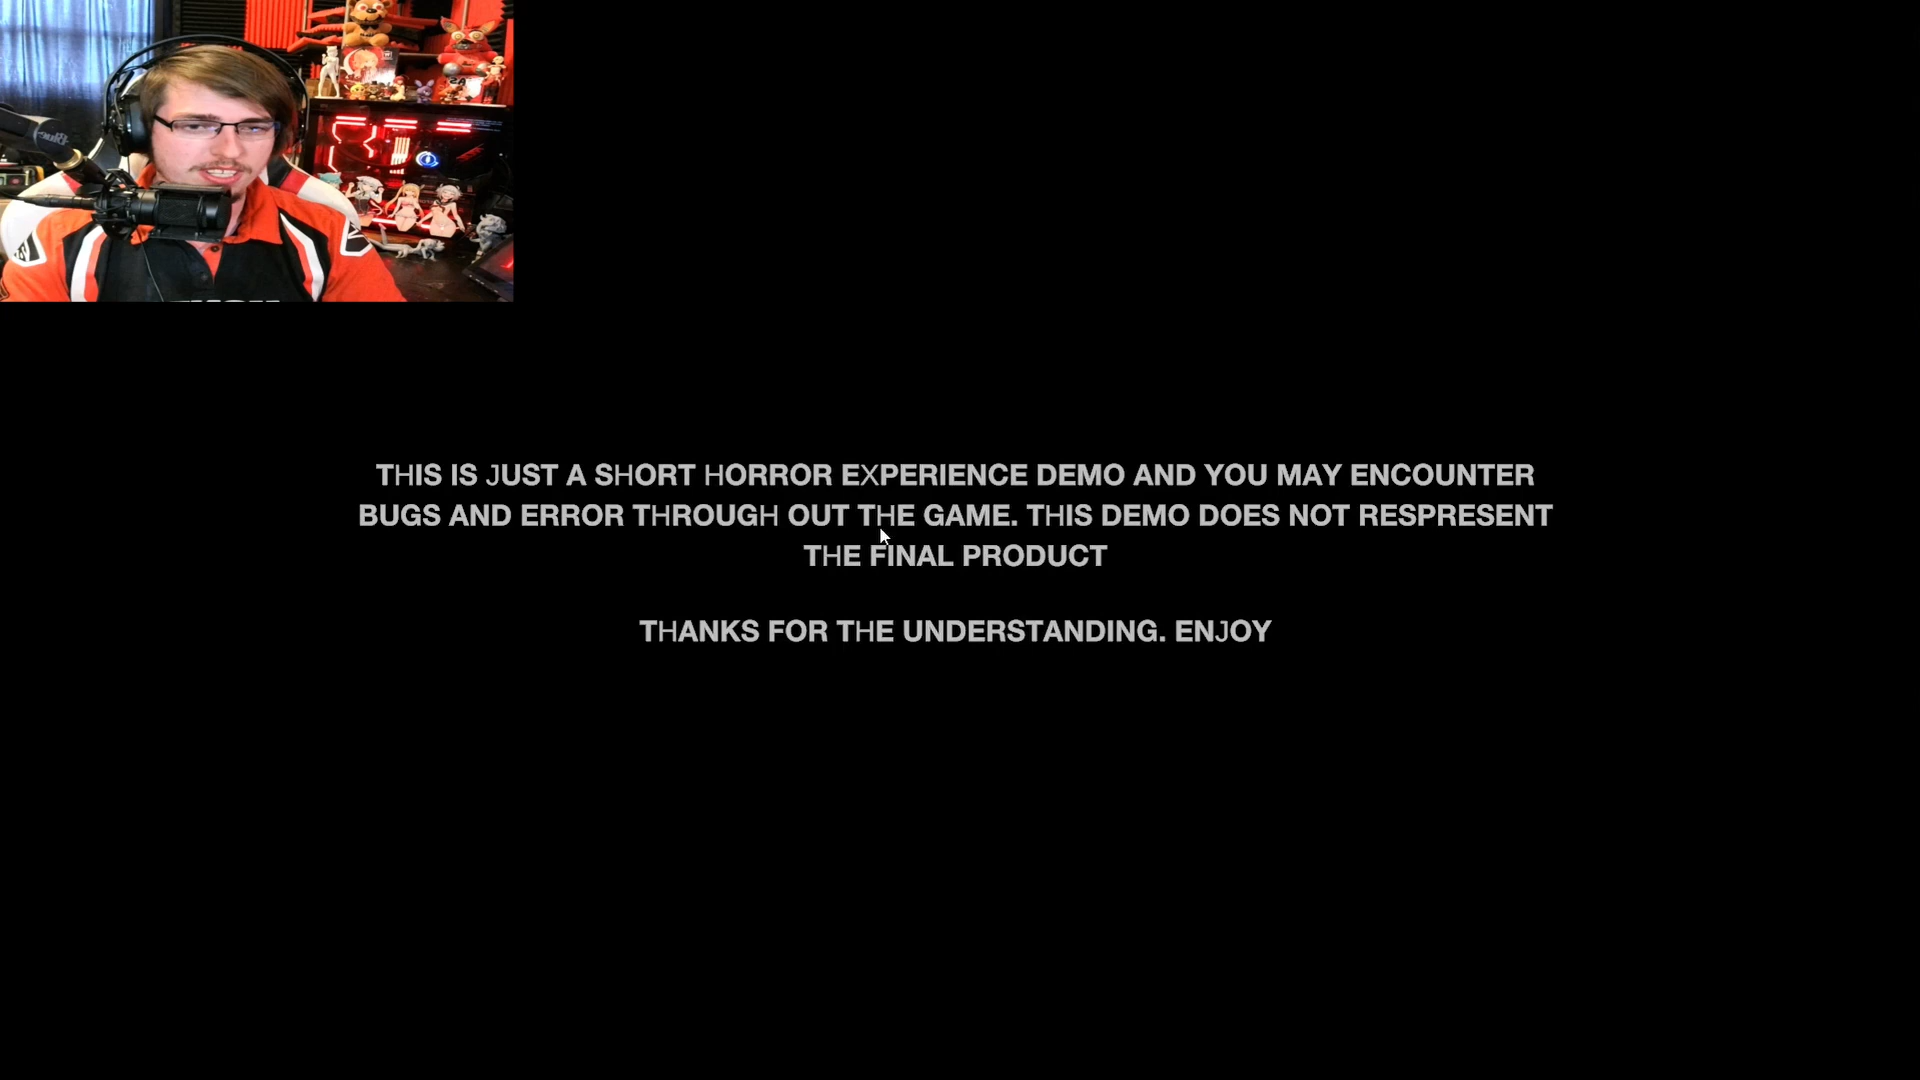 THIS IS JUST A SHORT HORROR EXPERIENCE DEMO AND YOU MAY ENCOUNTER
BUGS AND ERROR THROUGH OUT THE GAME. THIS DEMO DOES NOT RESPRESENT
THE FINAL PRODUCT
THANKS FOR THE UNDERSTANDING. ENJOY